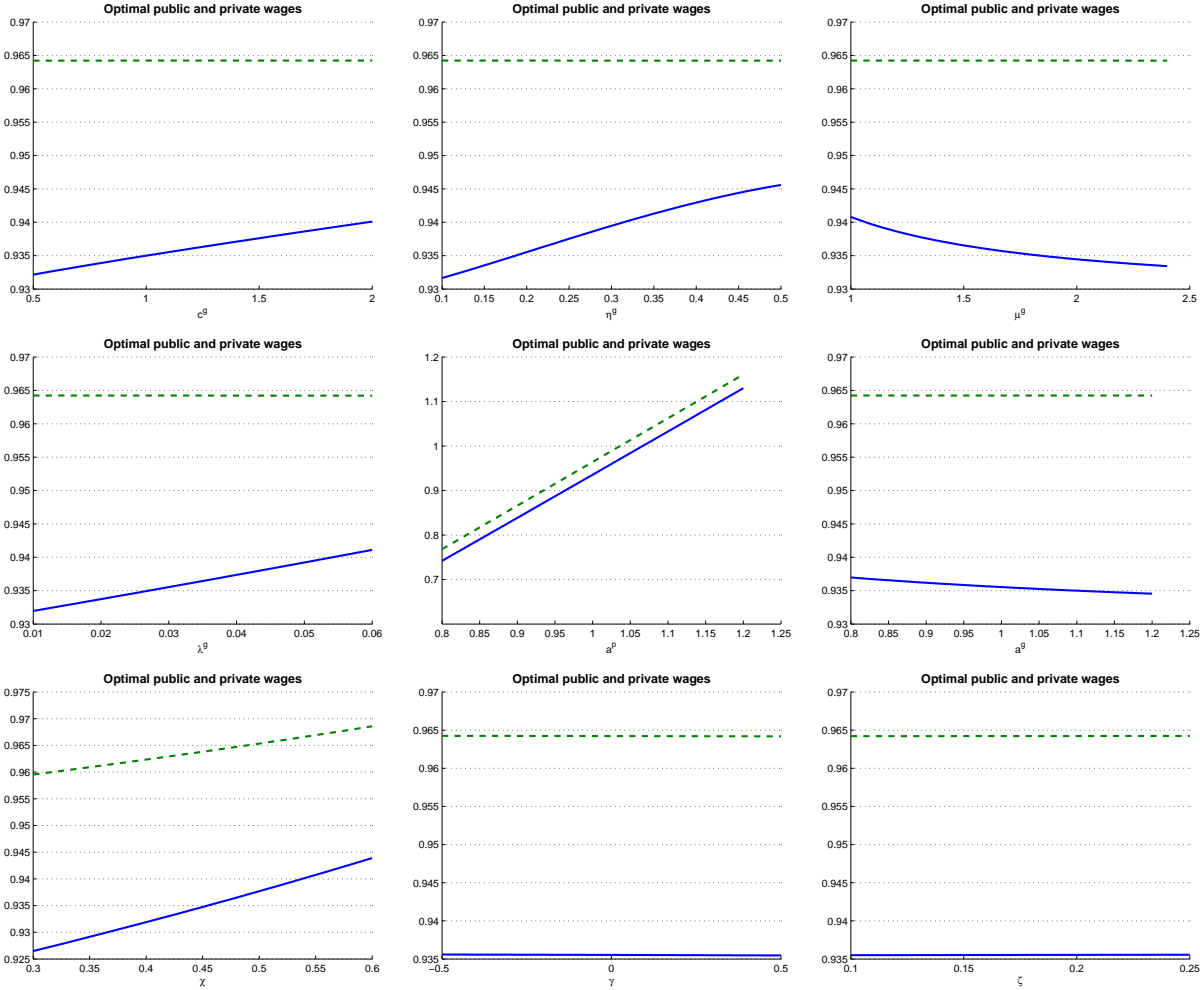 Optimal public and private wages
0.97
0.965
0.96
0.955
0.95
0.945
0.94
0.935
0.93
0.5 1 1.5 2
c^g
Optimal public and private wages
0.97
0.965
0.96
0.955
0.95
0.945
0.94
0.935
0.93
0.1 0.15 0.2 0.25 0.3 0.35 0.4 0.45 0.5
η^g
Optimal public and private wages
0.97
0.965
0.96
0.955
0.95
0.945
0.94
0.935
0.93
1 1.5 2 2.5
μ^g
Optimal public and private wages
0.97
0.965
0.96
0.955
0.95
0.945
0.94
0.935
0.93
0.01 0.02 0.03 0.04 0.05 0.06
λ^g
Optimal public and private wages
1.2
1.1
1
0.9
0.8
0.7
0.8 0.85 0.9 0.95 1 1.05 1.1 1.15 1.2 1.25
a^p
Optimal public and private wages
0.97
0.965
0.96
0.955
0.95
0.945
0.94
0.935
0.93
0.8 0.85 0.9 0.95 1 1.05 1.1 1.15 1.2 1.25
a^g
Optimal public and private wages
0.975
0.97
0.965
0.96
0.955
0.95
0.945
0.94
0.935
0.93
0.925
0.3 0.35 0.4 0.45 0.5 0.55 0.6
χ
Optimal public and private wages
0.97
0.965
0.96
0.955
0.95
0.945
0.94
0.935
−0.5 0 0.5
γ
Optimal public and private wages
0.97
0.965
0.96
0.955
0.95
0.945
0.94
0.935
0.1 0.15 0.2 0.25
ζ